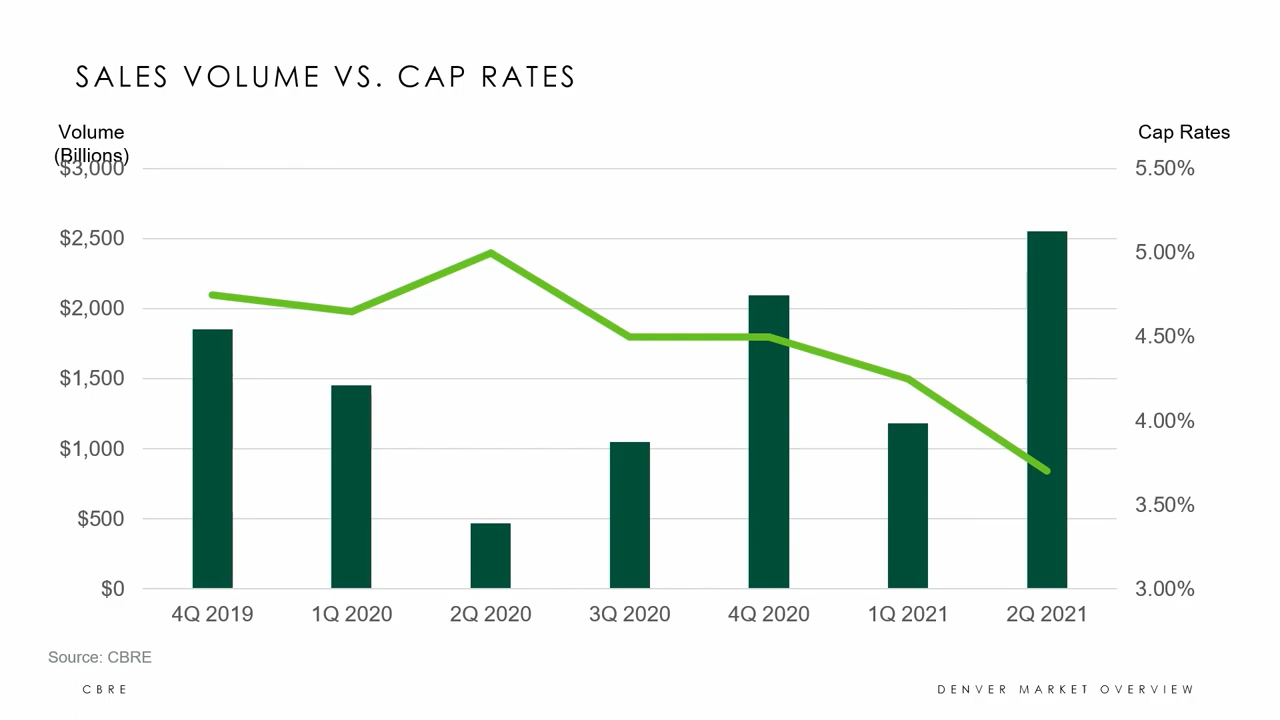 SALES VOLUME VS. CAP RATES
Volume
(Billions)
Cap Rates
$3,000
5.50%
$2,500
5.00%
$2,000
4.50%
$1,500
4.00%
$1,000
3.50%
$500
$0
3.00%
4Q 2019 1Q 2020 2Q 2020 3Q 2020 4Q 2020 1Q 2021 2Q 2021
Source: CBRE
CBRE
DENVER MARKET OVERVIEW